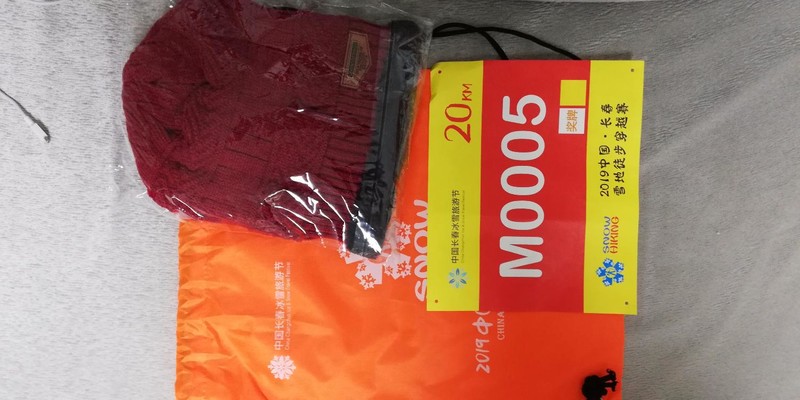 中国长春冰雪旅游节
20KM
M0005
奖牌
2019中国·长春
雪地徒步穿越赛
SNOW
HIKING
中国长春冰雪旅游节
SNOW
2019中
CHINA